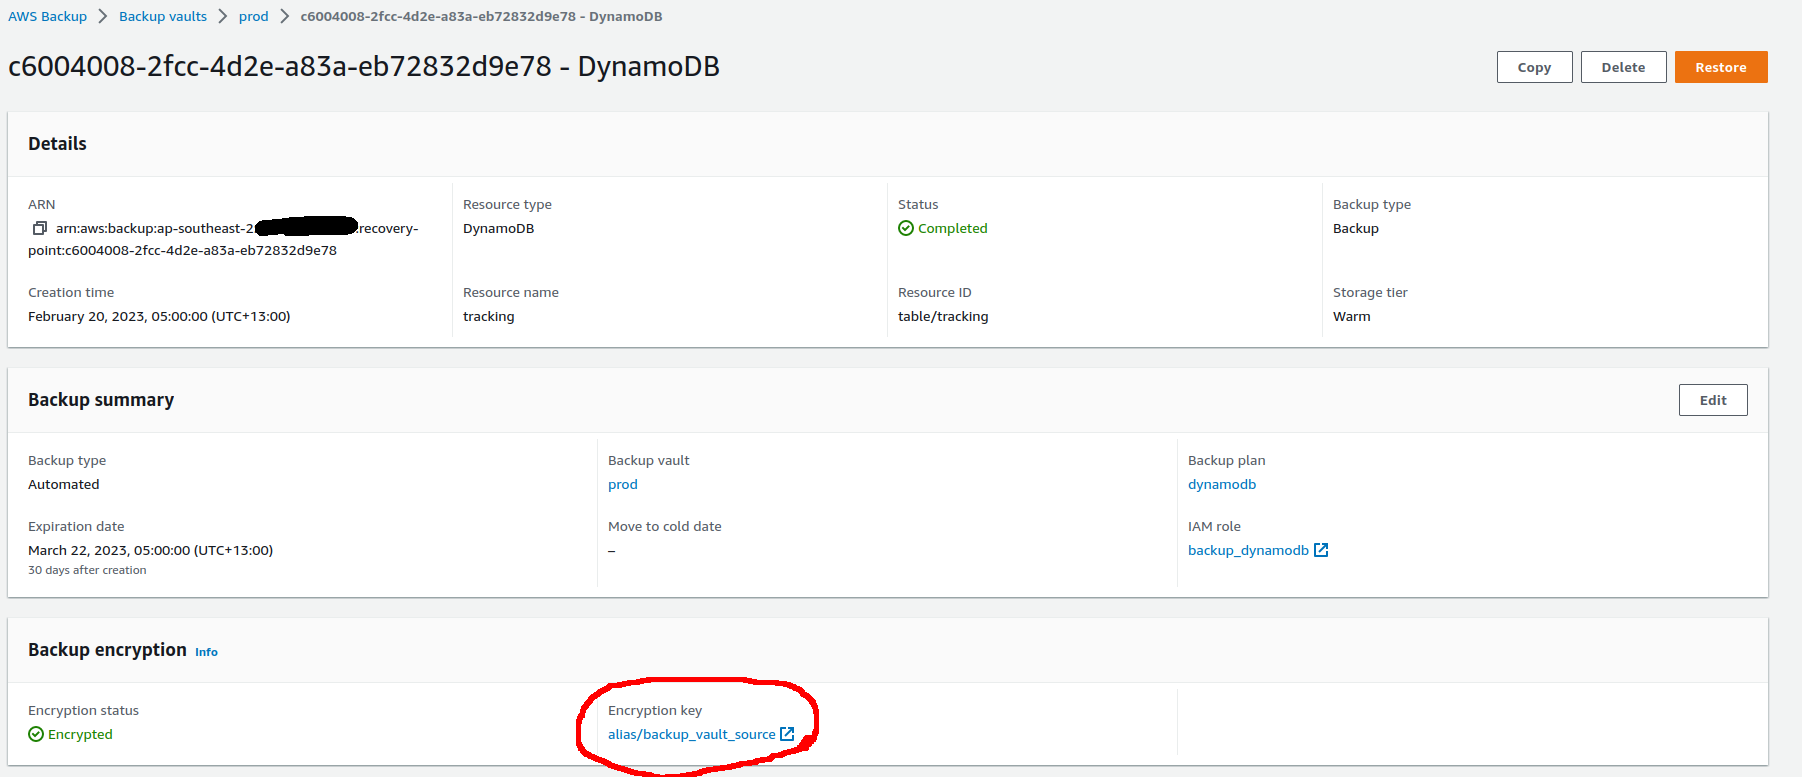 AWS Backup > Backup vaults > prod > c6004008-2fcc-4d2e-a83a-eb72832d9e78 - DynamoDB
c6004008-2fcc-4d2e-a83a-eb72832d9e78 - DynamoDB
Copy
Delete
Restore
Details
ARN
arn:aws:backup:ap-southeast-2 :recovery-
point:c6004008-2fcc-4d2e-a83a-eb72832d9e78
Resource type
DynamoDB
Status
Completed
Backup type
Backup
Creation time
February 20, 2023, 05:00:00 (UTC+13:00)
Resource name
tracking
Resource ID
table/tracking
Storage tier
Warm
Backup summary
Edit
Backup type
Automated
Backup vault
prod
Backup plan
dynamodb
Expiration date
March 22, 2023, 05:00:00 (UTC+13:00)
30 days after creation
Move to cold date
–
IAM role
backup_dynamodb
Backup encryption Info
Encryption status
Encrypted
Encryption key
alias/backup_vault_source